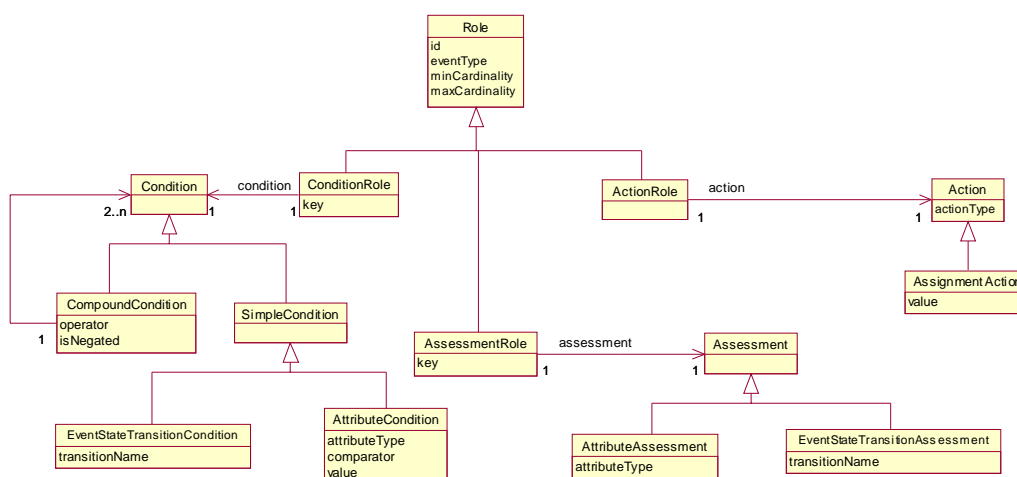 Role
id
eventType
minCardinality
maxCardinality
Condition
2..n
1
condition
1
ConditionRole
key
ActionRole
action
1
1
Action
actionType
AssignmentAction
value
CompoundCondition
operator
isNegated
1
SimpleCondition
AssessmentRole
key
assessment
1
1
Assessment
EventStateTransitionCondition
transitionName
AttributeCondition
attributeType
comparator
value
AttributeAssessment
attributeType
EventStateTransitionAssessment
transitionName